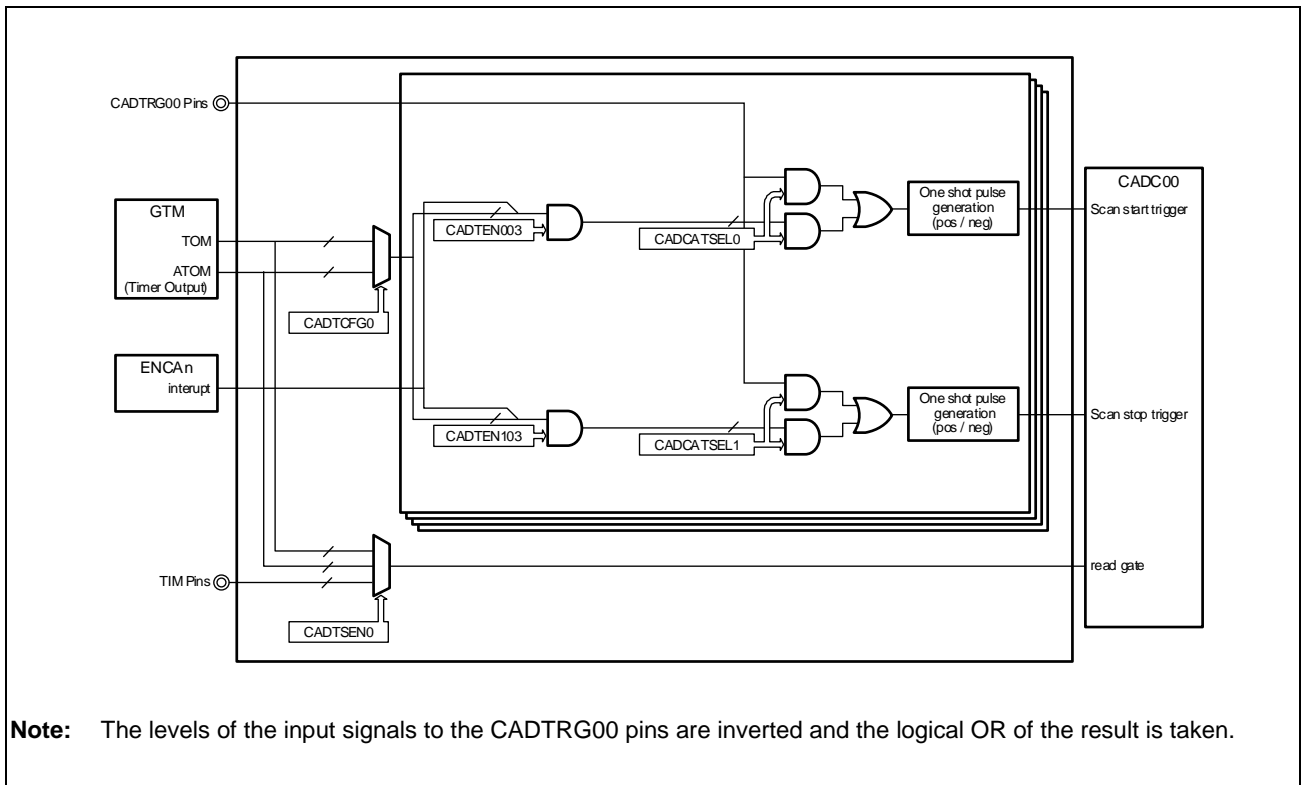 CADTRG00 Pins
GTM
TOM
ATOM
(Timer Output)
CADTCFG0
ENCAn
interupt
TIM Pins
CADTSEN0
CADTEN003
CADCATSEL0
One shot pulse
generation
(pos / neg)
CADTEN103
CADCATSEL1
One shot pulse
generation
(pos / neg)
CADC00
Scan start trigger
Scan stop trigger
read gate
Note: The levels of the input signals to the CADTRG00 pins are inverted and the logical OR of the result is taken.